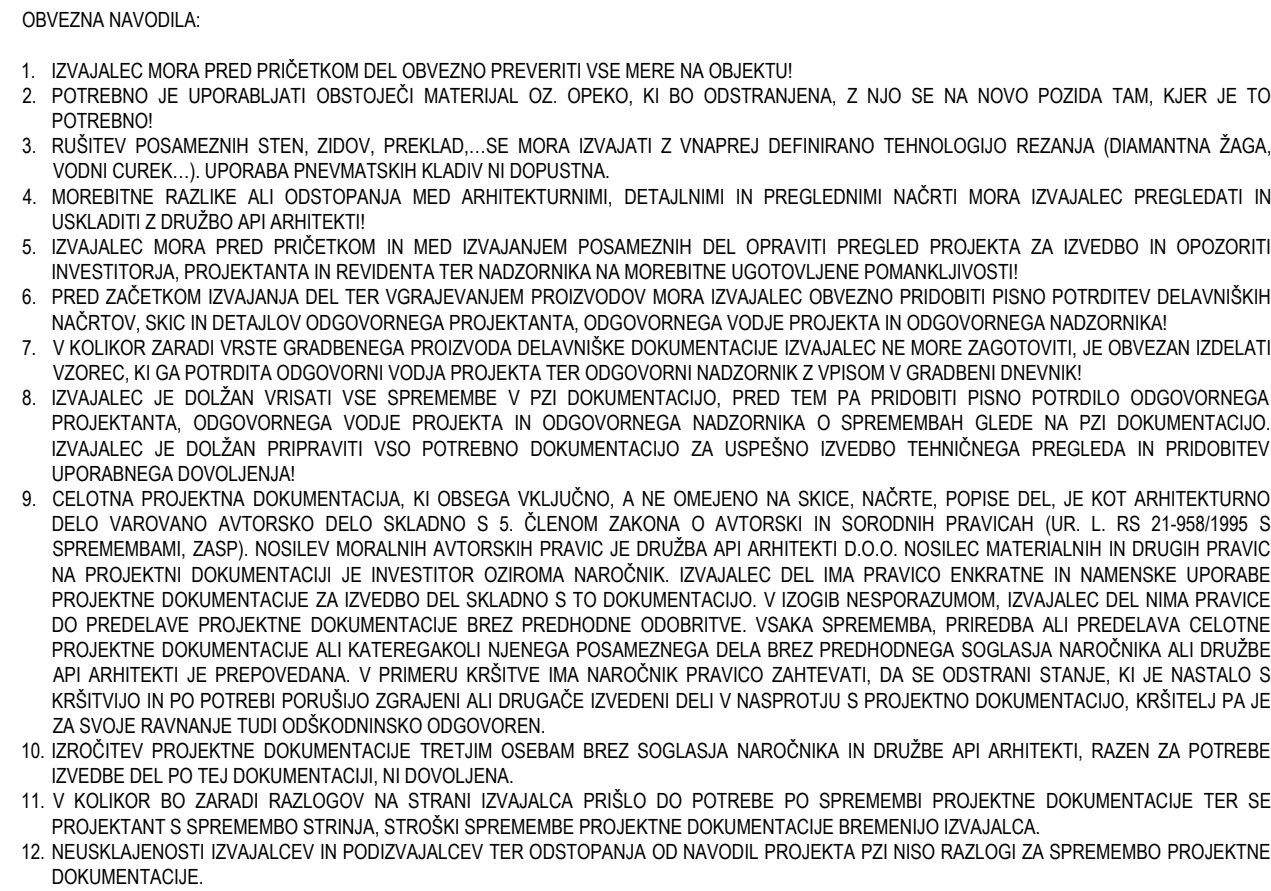 OBVEZNA NAVODILA:
1. IZVAJALEC MORA PRED PRIČETKOM DEL OBVEZNO PREVERITI VSE MERE NA OBJEKTU!
2. POTREBNO JE UPORABLJATI OBSTOJEČI MATERIJAL OZ. OPEKO, KI BO ODSTRANJENA, Z NJO SE NA NOVO POZIDA TAM, KJER JE TO
POTREBNO!
3. RUŠITEV POSAMEZNIH STEN, ZIDOV, PREKLAD,...SE MORA IZVAJATI Z VNAPREJ DEFINIRANO TEHNOLOGIJO REZANJA (DIAMANTNA ŽAGA,
VODNI CUREK...). UPORABA PNEVMATSKIH KLADIV NI DOPUSTNA.
4. MOREBITNE RAZLIKE ALI ODSTOPANJA MED ARHITEKTURNIMI, DETAJLNIMI IN PREGLEDNIMI NAČRTI MORA IZVAJALEC PREGLEDATI IN
USKLADITI Z DRUŽBO API ARHITEKTI!
5. IZVAJALEC MORA PRED PRIČETKOM IN MED IZVAJANJEM POSAMEZNIH DEL OPRAVITI PREGLED PROJEKTA ZA IZVEDBO IN OPOZORITI
INVESTITORJA, PROJEKTANTA IN REVIDENTA TER NADZORNIKA NA MOREBITNE UGOTOVLJENE POMANKLJIVOSTI!
6. PRED ZAČETKOM IZVAJANJA DEL TER VGRAJEVANJEM PROIZVODOV MORA IZVAJALEC OBVEZNO PRIDOBITI PISNO POTRDITEV DELAVNIŠKIH
NAČRTOV, SKIC IN DETAJLOV ODGOVORNEGA PROJEKTANTA, ODGOVORNEGA VODJE PROJEKTA IN ODGOVORNEGA NADZORNIKA!
7. V KOLIKOR ZARADI VRSTE GRADBENEGA PROIZVODA DELAVNIŠKE DOKUMENTACIJE IZVAJALEC NE MORE ZAGOTOVITI, JE OBVEZAN IZDELATI
VZOREC, KI GA POTRDITA ODGOVORNI VODJA PROJEKTA TER ODGOVORNI NADZORNIK Z VPISOM V GRADBENI DNEVNIK!
8. IZVAJALEC JE DOLŽAN VRISATI VSE SPREMEMBE V PZI DOKUMENTACIJO, PRED TEM PA PRIDOBITI PISNO POTRDILO ODGOVORNEGA
PROJEKTANTA, ODGOVORNEGA VODJE PROJEKTA IN ODGOVORNEGA NADZORNIKA O SPREMEMBAH GLEDE NA PZI DOKUMENTACIJO.
IZVAJALEC JE DOLŽAN PRIPRAVITI VSO POTREBNO DOKUMENTACIJO ZA USPEŠNO IZVEDBO TEHNIČNEGA PREGLEDA IN PRIDOBITEV
UPORABNEGA DOVOLJENJA!
9. CELOTNA PROJEKTNA DOKUMENTACIJA, KI OBSEGA VKLJUČNO, A NE OMEJENO NA SKICE, NAČRTE, POPISE DEL, JE KOT ARHITEKTURNO
DELO VAROVANO AVTORSKO DELO SKLADNO S 5. ČLENOM ZAKONA O AVTORSKI IN SORODNIH PRAVICAH (UR. L. RS 21-958/1995 S
SPREMEMBAMI, ZASP). NOSILEV MORALNIH AVTORSKIH PRAVIC JE DRUŽBA API ARHITEKTI D.O.O. NOSILEC MATERIALNIH IN DRUGIH PRAVIC
NA PROJEKTNI DOKUMENTACIJI JE INVESTITOR OZIROMA NAROČNIK. IZVAJALEC DEL IMA PRAVICO ENKRATNE IN NAMENSKE UPORABE
PROJEKTNE DOKUMENTACIJE ZA IZVEDBO DEL SKLADNO S TO DOKUMENTACIJO. V IZOGIB NESPORAZUMOM, IZVAJALEC DEL NIMA PRAVICE
DO PREDELAVE PROJEKTNE DOKUMENTACIJE BREZ PREDHODNE ODOBRITVE. VSAKA SPREMEMBA, PRIREDBA ALI PREDELAVA CELOTNE
PROJEKTNE DOKUMENTACIJE ALI KATEREGAKOLI NJENEGA POSAMEZNEGA DELA BREZ PREDHODNEGA SOGLASJA NAROČNIKA ALI DRUŽBE
API ARHITEKTI JE PREPOVEDANA. V PRIMERU KRŠITVE IMA NAROČNIK PRAVICO ZAHTEVATI, DA SE ODSTRANI STANJE, KI JE NASTALO S
KRŠITVIJO IN PO POTREBI PORUŠIJO ZGRAJENI ALI DRUGAČE IZVEDENI DELI V NASPROTJU S PROJEKTNO DOKUMENTACIJO, KRŠITELJ PA JE
ZA SVOJE RAVNANJE TUDI ODŠKODNINSKO ODGOVOREN.
10. IZROČITEV PROJEKTNE DOKUMENTACIJE TRETJIM OSEBAM BREZ SOGLASJA NAROČNIKA IN DRUŽBE API ARHITEKTI, RAZEN ZA POTREBE
IZVEDBE DEL PO TEJ DOKUMENTACIJI, NI DOVOLJENA.
11. V KOLIKOR BO ZARADI RAZLOGOV NA STRANI IZVAJALCA PRIŠLO DO POTREBE PO SPREMEMBI PROJEKTNE DOKUMENTACIJE TER SE
PROJEKTANT S SPREMEMBO STRINJA, STROŠKI SPREMEMBE PROJEKTNE DOKUMENTACIJE BREMENIJO IZVAJALCA.
12. NEUSKLAJENOSTI IZVAJALCEV IN PODIZVAJALCEV TER ODSTOPANJA OD NAVODIL PROJEKTA PZI NISO RAZLOGI ZA SPREMEMBO PROJEKTNE
DOKUMENTACIJE.